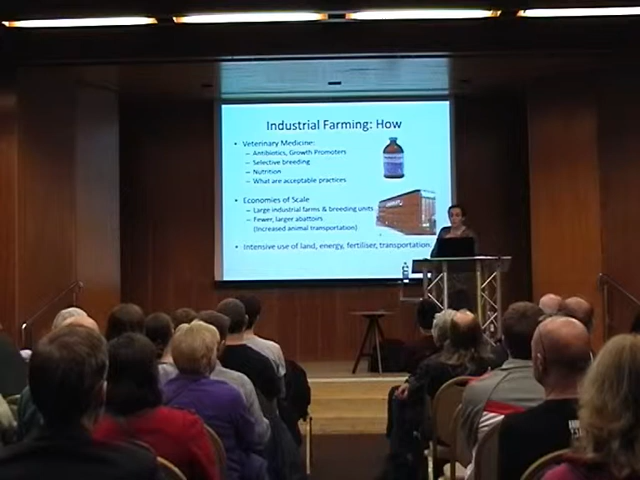 Industrial Farming: How
• Veterinary Medicine:
– Antibiotics, Growth Promoters
– Selective breeding
– Nutrition
– What are acceptable practices
• Economies of Scale
– Large industrial farms & breeding units
– Fewer, larger abattoirs
(Increased animal transportation)
• Intensive use of land, energy, fertiliser, transportation.